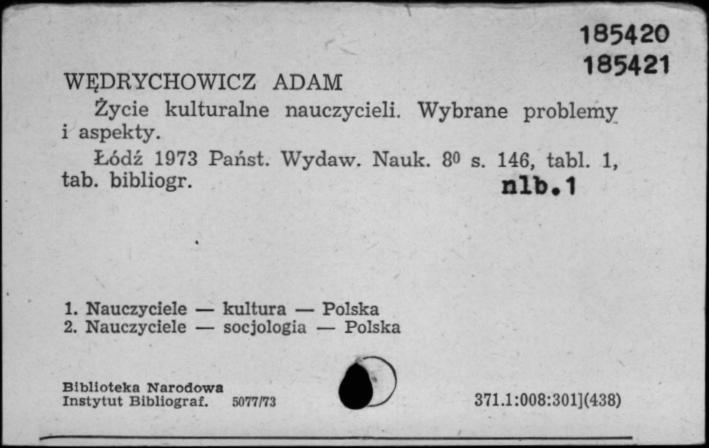 185420
185421
WĘDRYCHOWICZ ADAM
Życie kulturalne nauczycieli. Wybrane problemy
i aspekty.
Łódź 1973 Państ. Wydaw. Nauk. 8⁰ s. 146, tabl. 1,
tab. bibliogr.
nlb.1
1. Nauczyciele — kultura — Polska
2. Nauczyciele — socjologia — Polska
Biblioteka Narodowa
Instytut Bibliograf. 5077/73
371.1:008:301](438)